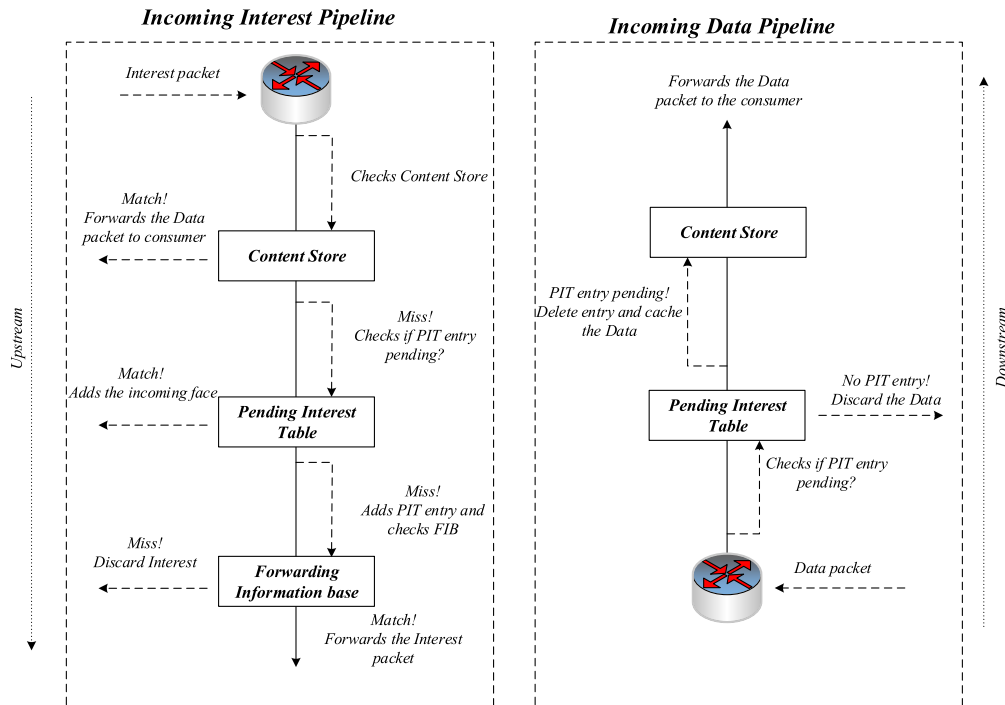 Incoming Interest Pipeline
Interest packet
Checks Content Store
Match!
Forwards the Data
packet to consumer
Content Store
Miss!
Checks if PIT entry
pending?
Match!
Adds the incoming face
Pending Interest
Table
Miss!
Adds PIT entry and
checks FIB
Miss!
Discard Interest
Forwarding
Information base
Match!
Forwards the Interest
packet
Upstream
Incoming Data Pipeline
Forwards the Data
packet to the consumer
Content Store
PIT entry pending!
Delete entry and cache
the Data
No PIT entry!
Discard the Data
Pending Interest
Table
Checks if PIT entry
pending?
Data packet
Downstream